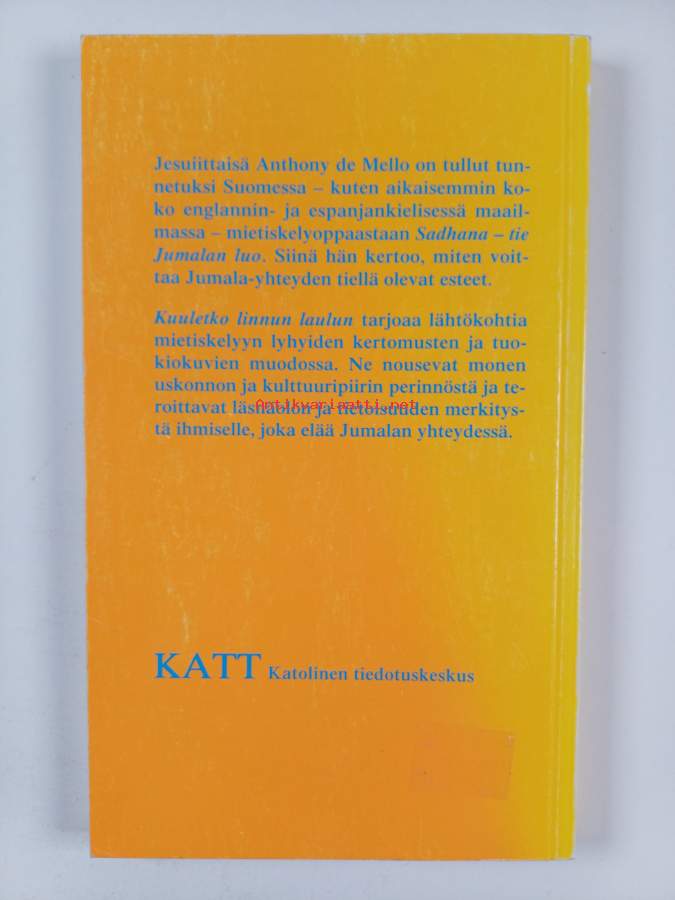 Jesuiittaisä Anthony de Mello on tullut tun-
netuksi Suomessa – kuten aikaisemmin ko-
ko englannin- ja espanjankielisessä maail-
massa – mietiskelyoppaastaan Sadhana – tie
Jumalan luo. Siinä hän kertoo, miten voit-
taa Jumala-yhteyden tiellä olevat esteet.
Kuuletko linnun laulun tarjoaa lähtökohtia
mietiskelyyn lyhyiden kertomusten ja tuo-
kiokuvien muodossa. Ne nousevat monen
uskonnon ja kulttuuripiirin perinnöstä ja te-
Antikvariaatti.net
roittavat läsnäolon ja tietoisuuden merkitys-
tä ihmiselle, joka elää Jumalan yhteydessä.
KATT Katolinen tiedotuskeskus